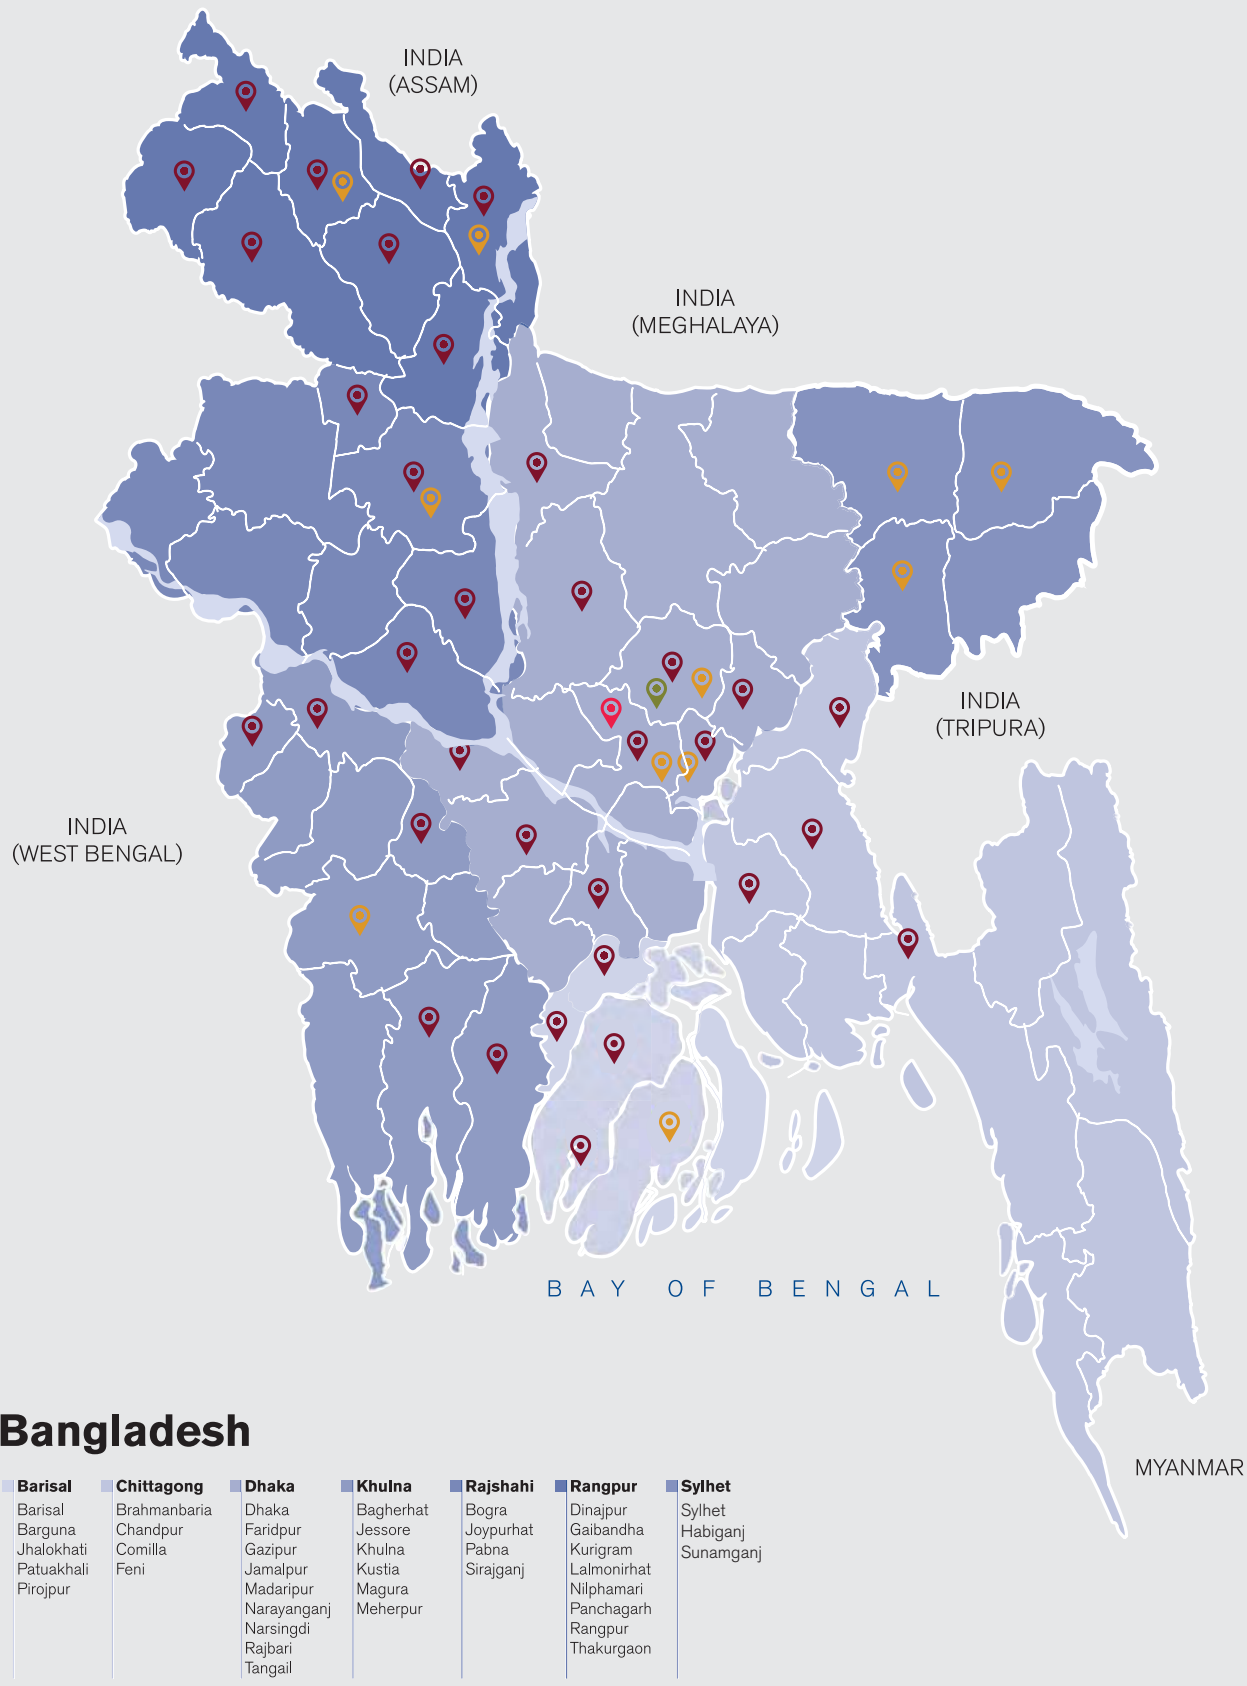 INDIA
(ASSAM)
INDIA
(MEGHALAYA)
INDIA
(TRIPURA)
INDIA
(WEST BENGAL)
BAY OF BENGAL
MYANMAR
Bangladesh
Barisal
Barisal
Barguna
Jhalokhati
Patuakhali
Pirojpur
Chittagong
Brahmanbaria
Chandpur
Comilla
Feni
Dhaka
Dhaka
Faridpur
Gazipur
Jamalpur
Madaripur
Narayanganj
Narsingdi
Rajbari
Tangail
Khulna
Bagherhat
Jessore
Khulna
Kustia
Magura
Meherpur
Rajshahi
Bogra
Joypurhat
Pabna
Sirajganj
Rangpur
Dinajpur
Gaibandha
Kurigram
Lalmonirhat
Nilphamari
Panchagarh
Rangpur
Thakurgaon
Sylhet
Sylhet
Habiganj
Sunamganj